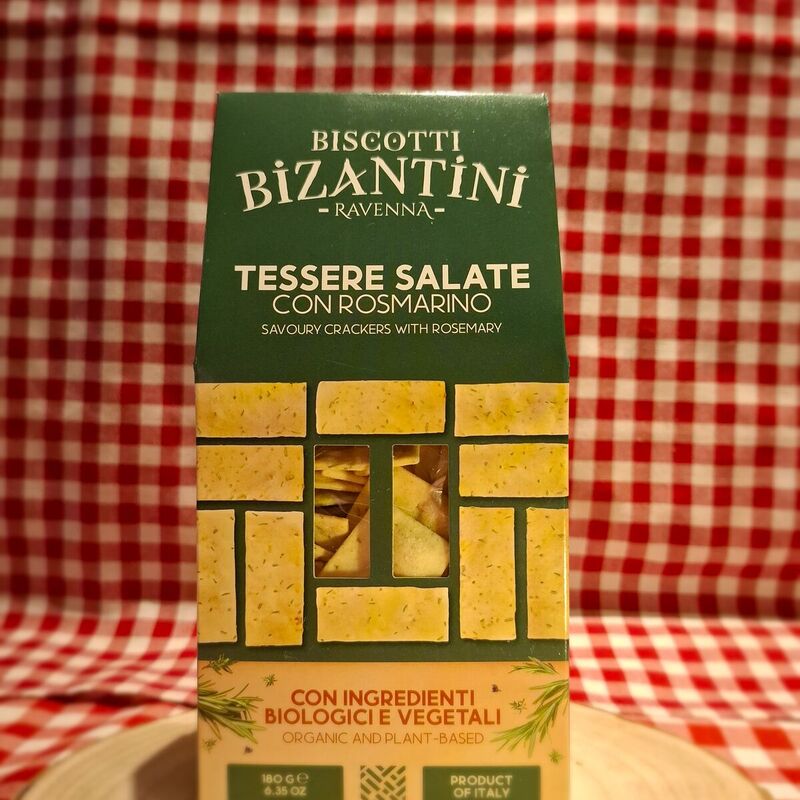 BISCOTTI
BIZANTINI
-RAVENNA-
TESSERE SALATE
CON ROSMARINO
SAVOURY CRACKERS WITH ROSEMARY
CON INGREDIENTI
BIOLOGICI E VEGETALI
ORGANIC AND PLANT-BASED
180 G ℮
6.35 OZ
PRODUCT
OF ITALY